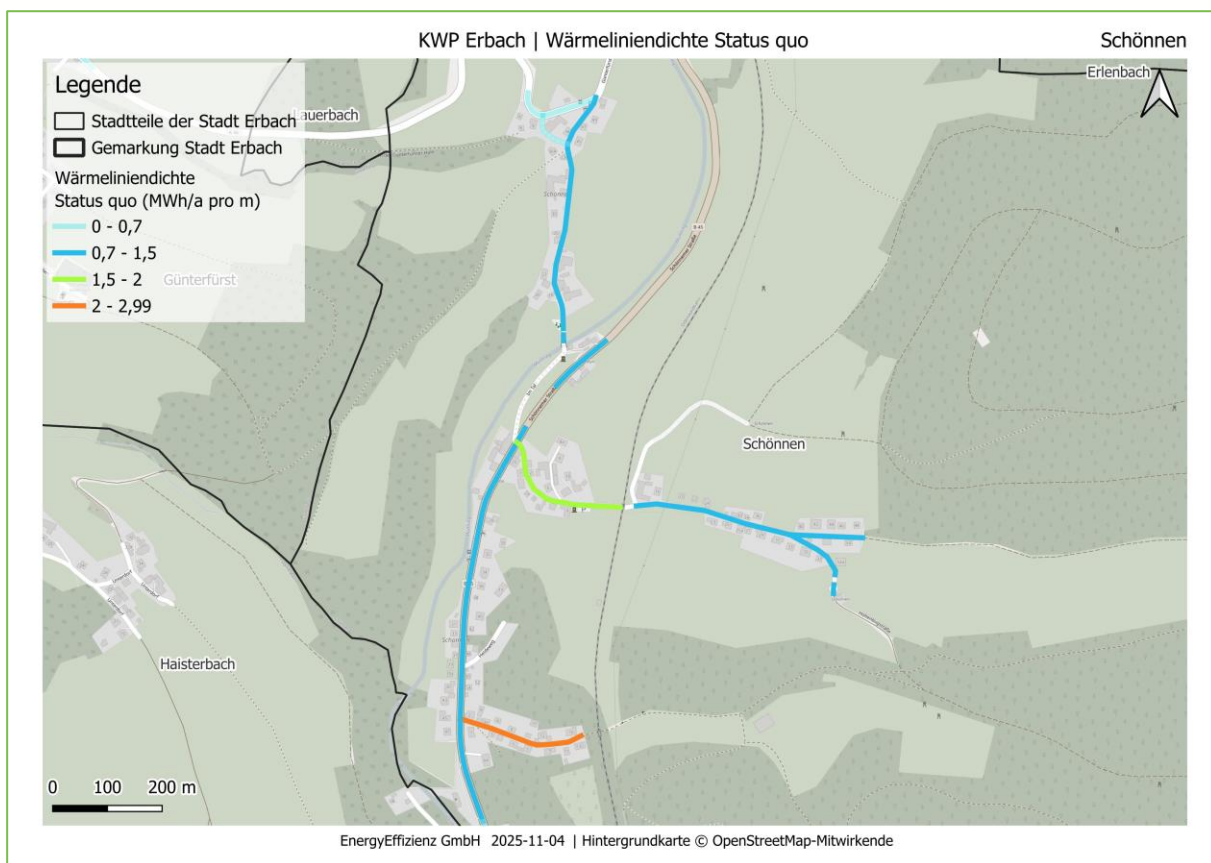 KWP Erbach | Wärmeliniendichte Status quo
Schönnen
Legende
Stadtteile der Stadt Erbach
Gemarkung Stadt Erbach
Wärmeliniendichte
Status quo (MWh/a pro m)
0 - 0,7
0,7 - 1,5
1,5 - 2
2 - 2,99
Lauerbach
Erlenbach
Günterfürst
B 45
Schönnen
Haisterbach
0 100 200 m
EnergyEffizienz GmbH 2025-11-04 | Hintergrundkarte © OpenStreetMap-Mitwirkende